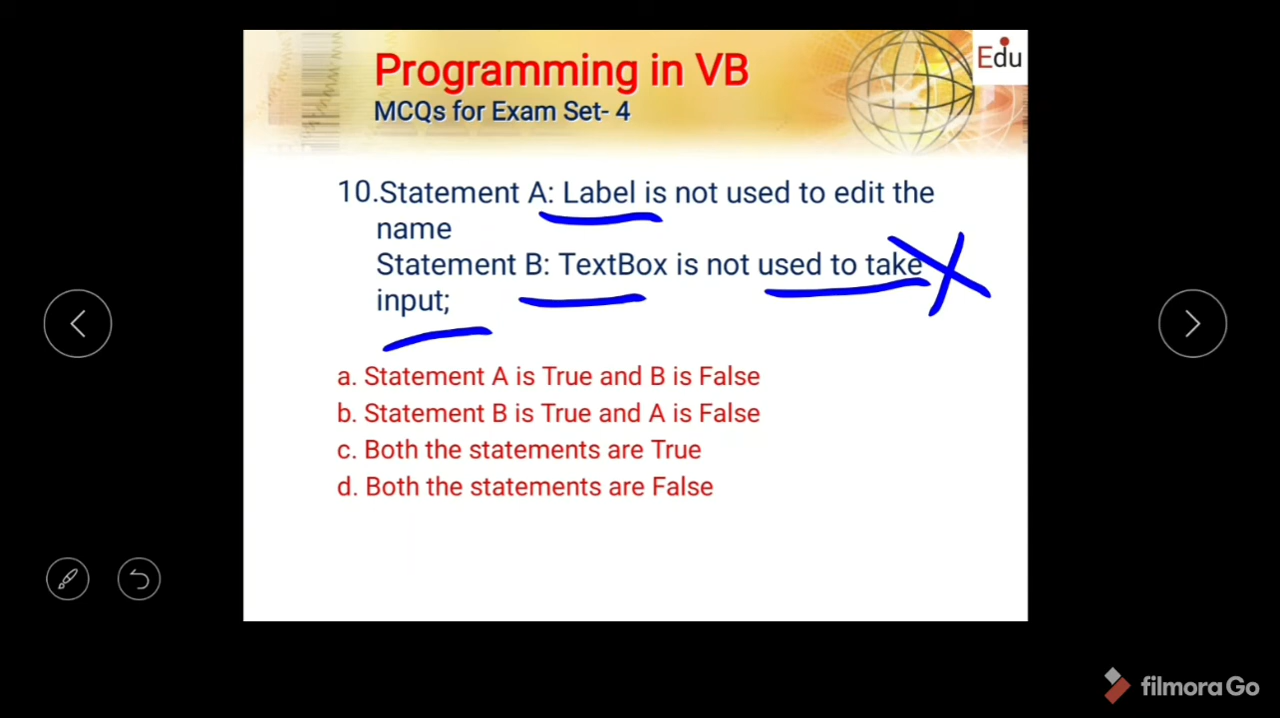 Programming in VB
Edu
MCQs for Exam Set- 4
10.Statement A: Label is not used to edit the
name
Statement B: TextBox is not used to take
input;
a. Statement A is True and B is False
b. Statement B is True and A is False
c. Both the statements are True
d. Both the statements are False
filmoraGo